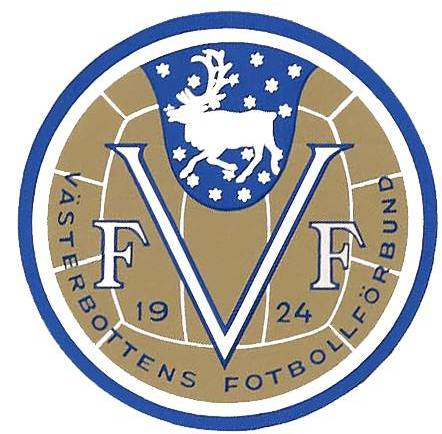 F V F
19 24
VÄSTERBOTTENS FOTBOLLFÖRBUND